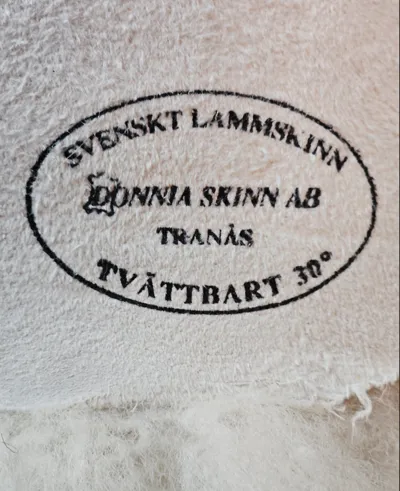 SVENSKT LAMMSKINN
DONNIA SKINN AB
TRANÅS
TVÄTTBART 30°